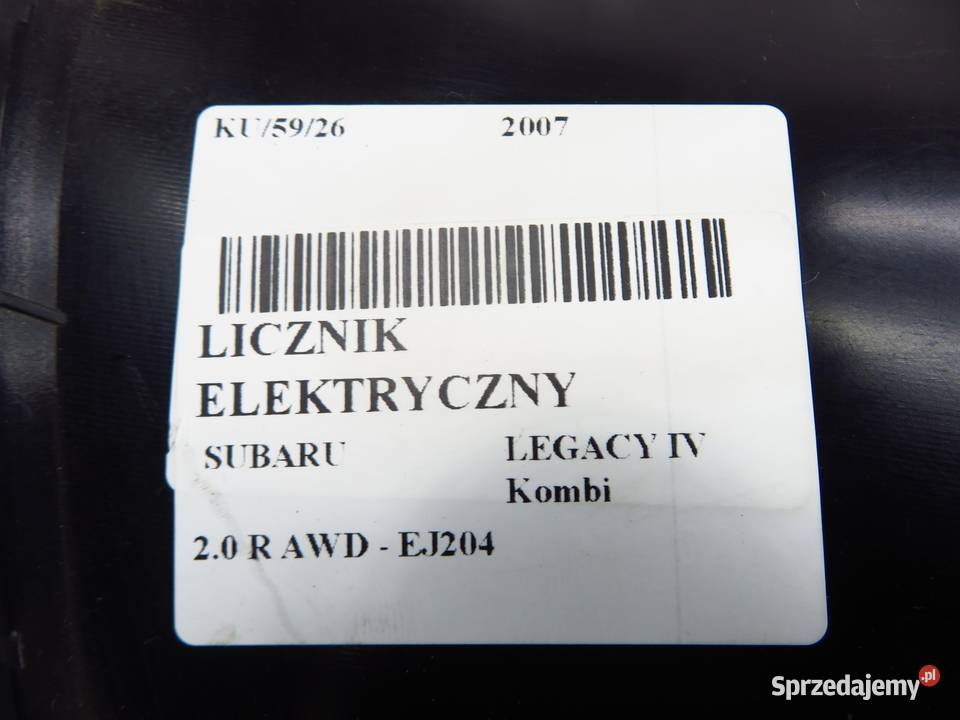 KU/59/26 2007
LICZNIK
ELEKTRYCZNY
SUBARU LEGACY IV
Kombi
2.0 R AWD - EJ204
Sprzedajemy.pl